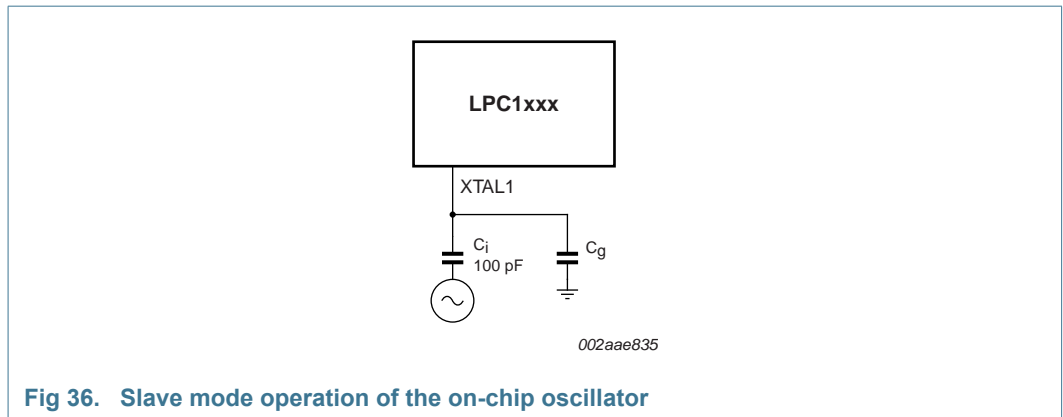 LPC1xxx
XTAL1
Ci
100 pF
Cg
002aae835
Fig 36. Slave mode operation of the on-chip oscillator